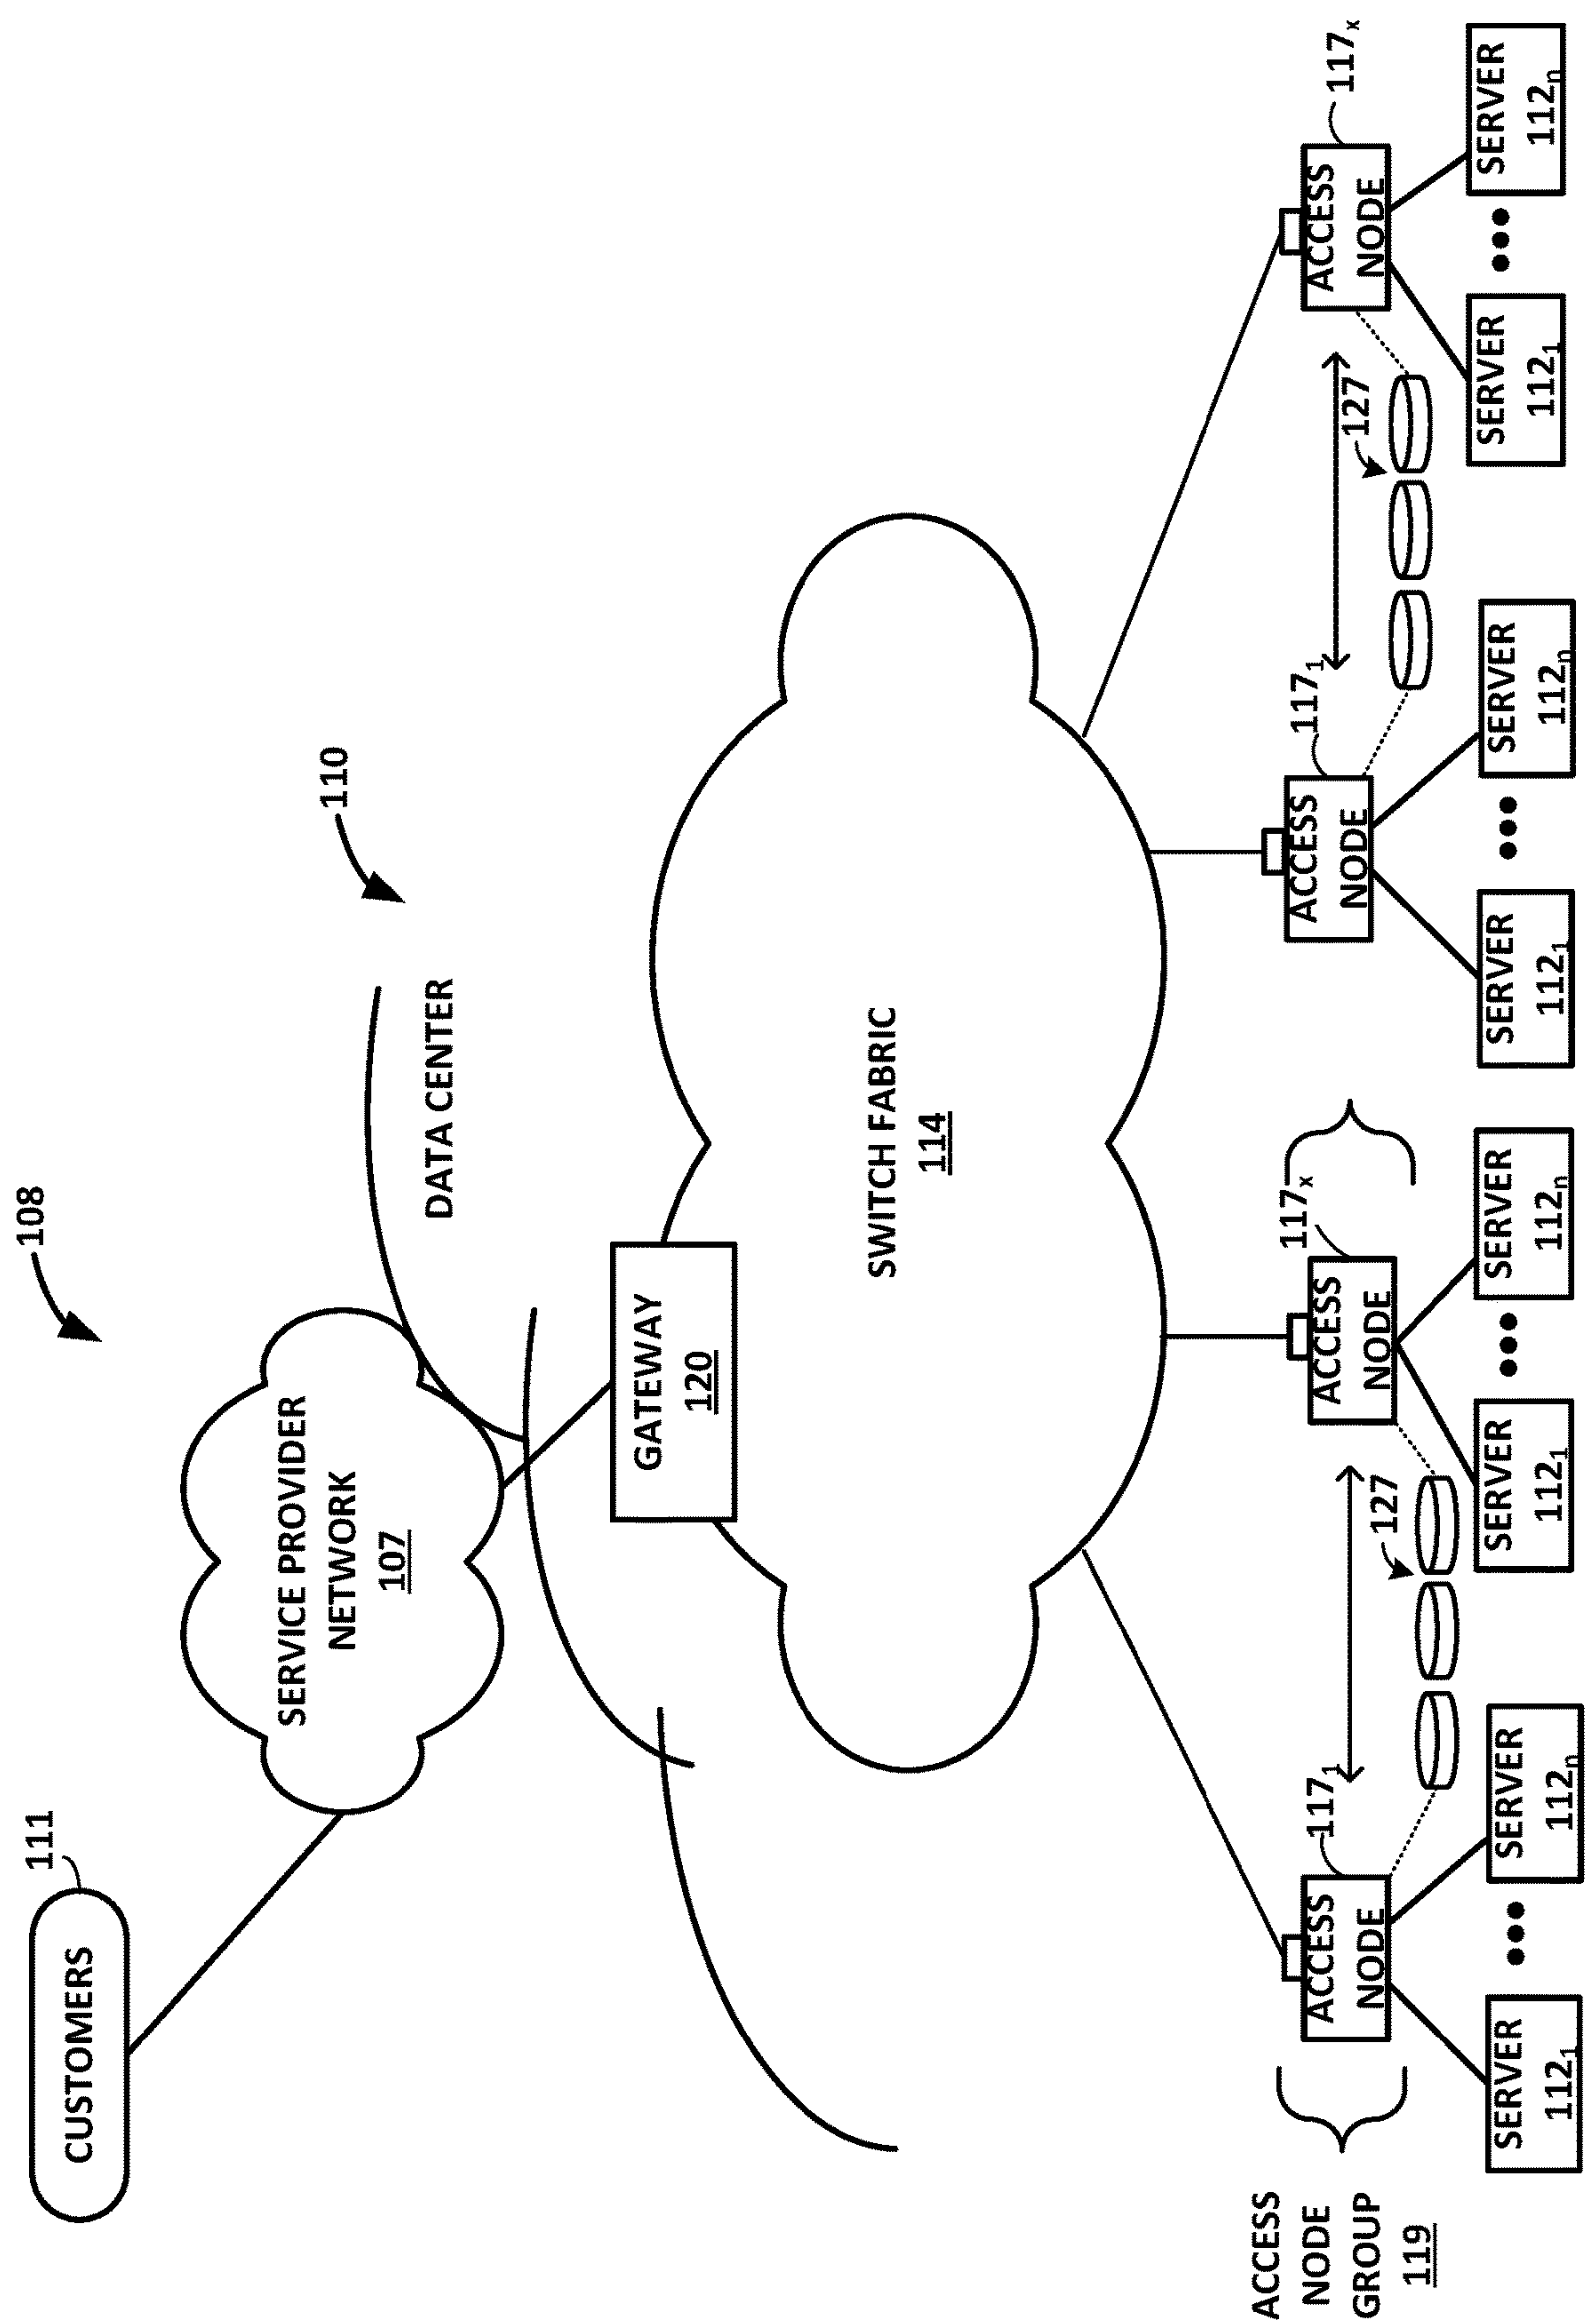 108
CUSTOMERS
111
SERVICE PROVIDER
NETWORK
107
110
DATA CENTER
GATEWAY
120
SWITCH FABRIC
114
ACCESS
NODE
GROUP
119
ACCESS
NODE
117₁
127
ACCESS
NODE
117ₓ
ACCESS
NODE
117₁
127
ACCESS
NODE
117ₓ
SERVER
112₁
SERVER
112ₙ
SERVER
112₁
SERVER
112ₙ
SERVER
112₁
SERVER
112ₙ
SERVER
112₁
SERVER
112ₙ